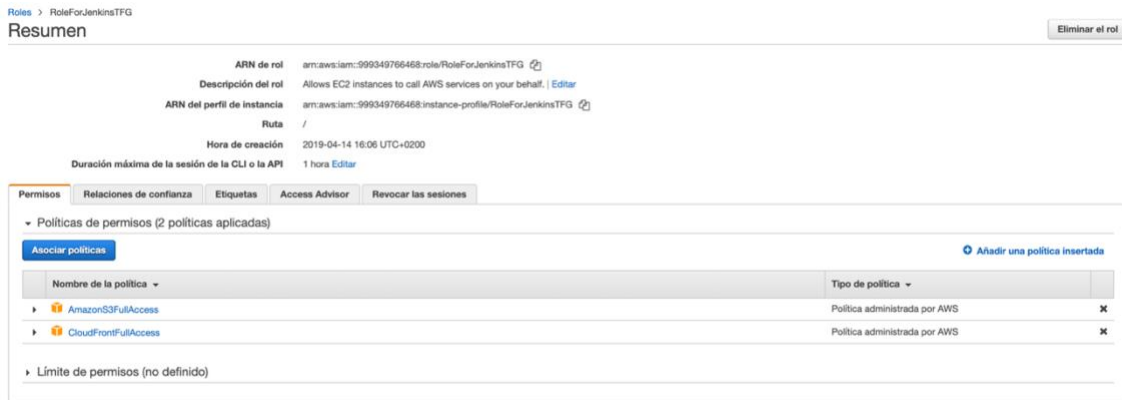 Roles > RoleForJenkinsTFG
Resumen
Eliminar el rol
ARN de rol arn:aws:iam::999349766468:role/RoleForJenkinsTFG
Descripción del rol Allows EC2 instances to call AWS services on your behalf. | Editar
ARN del perfil de instancia arn:aws:iam::999349766468:instance-profile/RoleForJenkinsTFG
Ruta /
Hora de creación 2019-04-14 16:06 UTC+0200
Duración máxima de la sesión de la CLI o la API 1 hora Editar
Permisos Relaciones de confianza Etiquetas Access Advisor Revocar las sesiones
Políticas de permisos (2 políticas aplicadas)
Asociar políticas Añadir una política insertada
Nombre de la política Tipo de política
AmazonS3FullAccess Política administrada por AWS
CloudFrontFullAccess Política administrada por AWS
Límite de permisos (no definido)